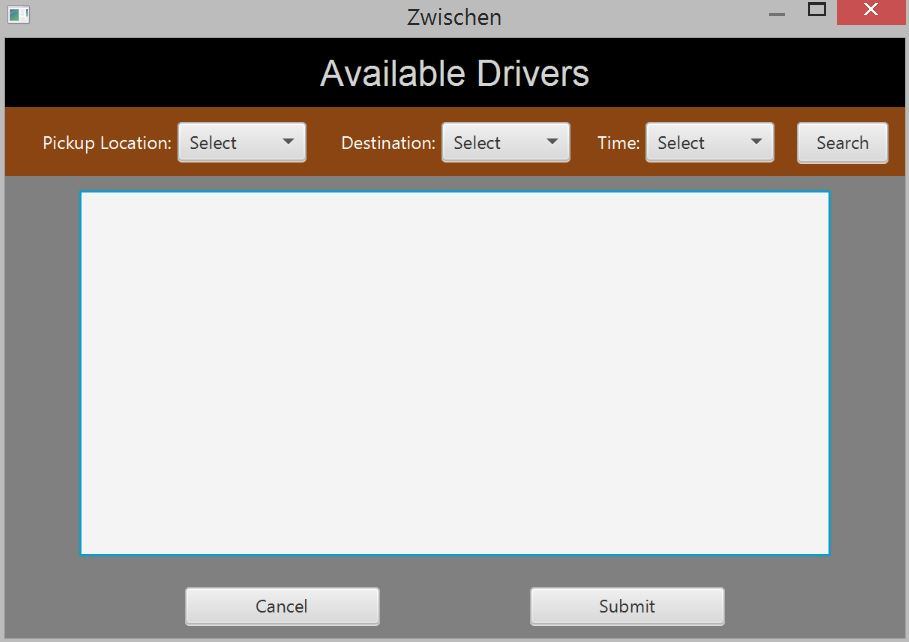 Zwischen
Available Drivers
Pickup Location: Select Destination: Select Time: Select Search
Cancel Submit